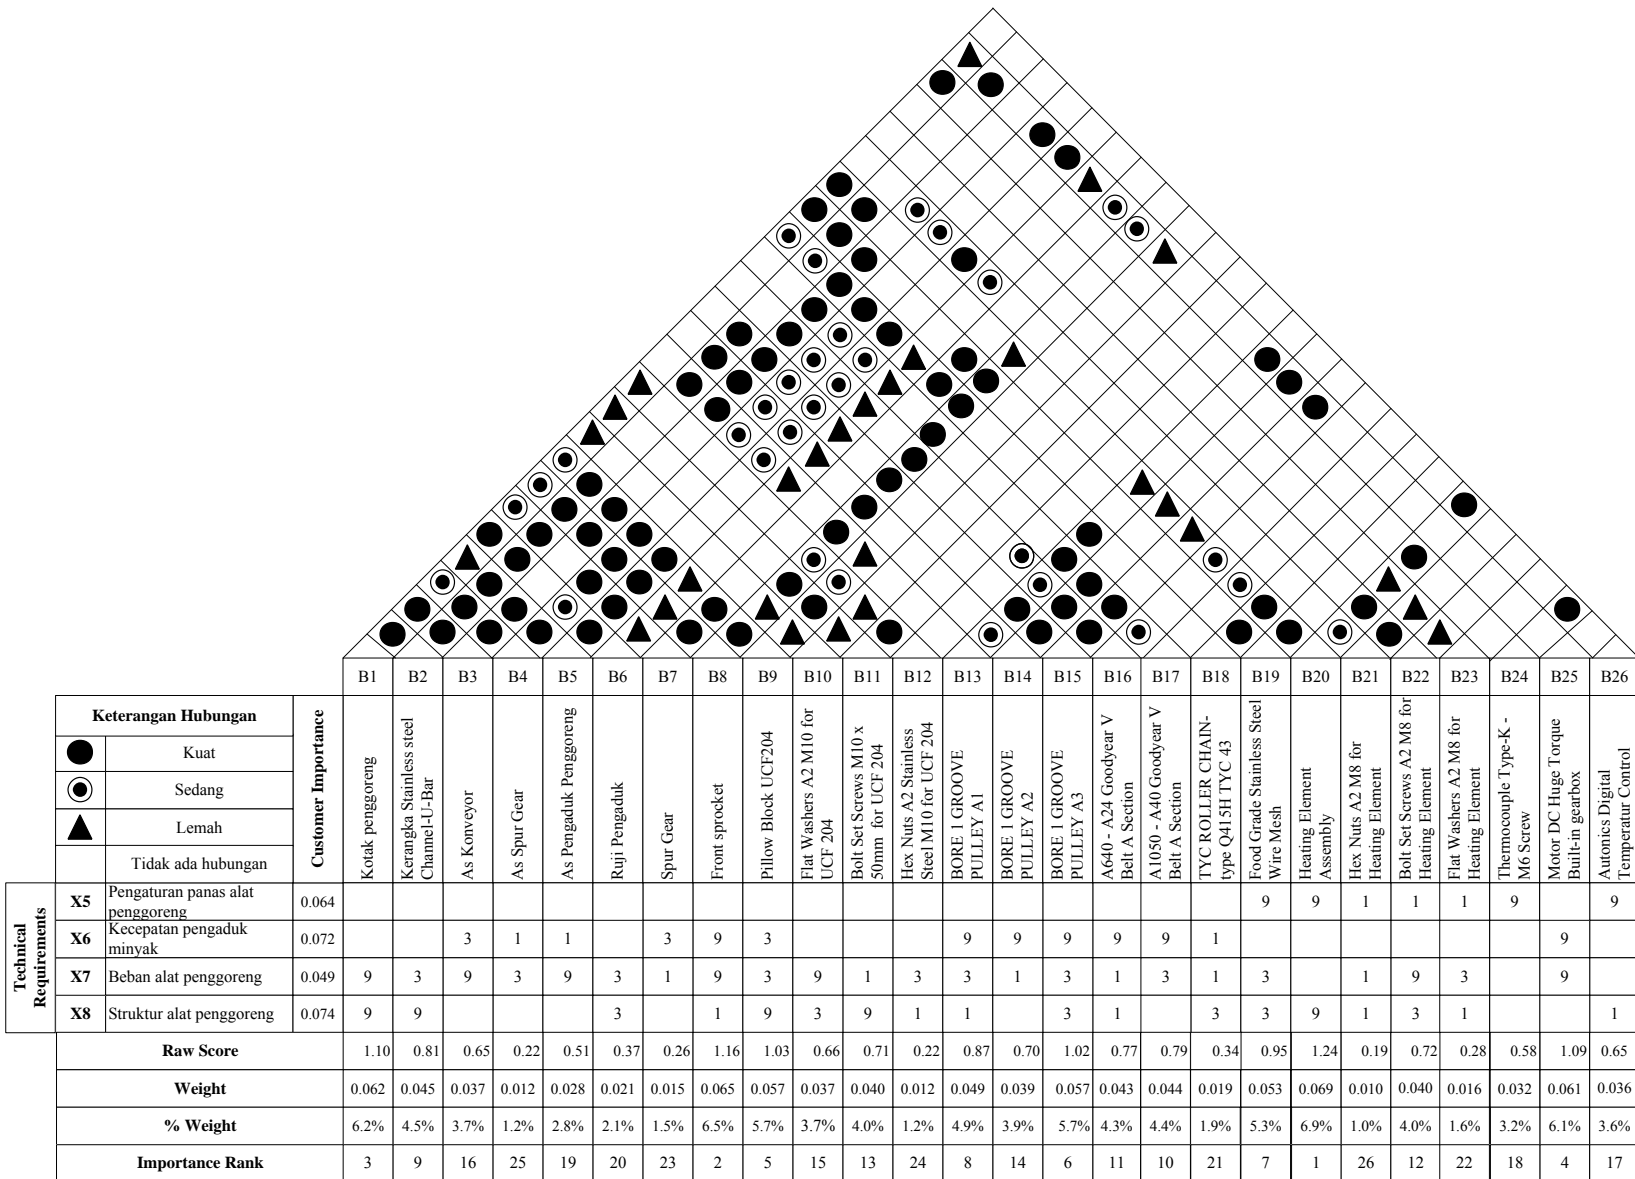 B1 B2 B3 B4 B5 B6 B7 B8 B9 B10 B11 B12 B13 B14 B15 B16 B17 B18 B19 B20 B21 B22 B23 B24 B25 B26
Keterangan Hubungan
Kuat
Sedang
Lemah
Tidak ada hubungan
Customer Importance
Kotak penggoreng
Kerangka Stainless steel
Channel-U-Bar
As Konveyor
As Spur Gear
As Pengaduk Penggoreng
Ruji Pengaduk
Spur Gear
Front sprocket
Pillow Block UCF204
Flat Washers A2 M10 for
UCF 204
Bolt Set Screws M10 x
50mm for UCF 204
Hex Nuts A2 Stainless
Steel M10 for UCF 204
BORE 1 GROOVE
PULLEY A1
BORE 1 GROOVE
PULLEY A2
BORE 1 GROOVE
PULLEY A3
A640 - A24 Goodyear V
Belt A Section
A1050 - A40 Goodyear V
Belt A Section
TYC ROLLER CHAIN-
type Q415H TYC 43
Food Grade Stainless Steel
Wire Mesh
Heating Element
Assembly
Hex Nuts A2 M8 for
Heating Element
Bolt Set Screws A2 M8 for
Heating Element
Flat Washers A2 M8 for
Heating Element
Thermocouple Type-K -
M6 Screw
Motor DC Huge Torque
Built-in gearbox
Autonics Digital
Temperatur Control
Technical
Requirements
X5 Pengaturan panas alat
penggoreng 0.064 9 9 1 1 1 9 9
X6 Kecepatan pengaduk
minyak 0.072 3 1 1 3 9 3 9 9 9 9 9 1 9
X7 Beban alat penggoreng 0.049 9 3 9 3 9 3 1 9 3 9 1 3 3 1 3 1 3 1 3 1 9 3 9
X8 Struktur alat penggoreng 0.074 9 9 3 1 9 3 9 1 1 3 1 3 3 9 1 3 1 1
Raw Score 1.10 0.81 0.65 0.22 0.51 0.37 0.26 1.16 1.03 0.66 0.71 0.22 0.87 0.70 1.02 0.77 0.79 0.34 0.95 1.24 0.19 0.72 0.28 0.58 1.09 0.65
Weight 0.062 0.045 0.037 0.012 0.028 0.021 0.015 0.065 0.057 0.037 0.040 0.012 0.049 0.039 0.057 0.043 0.044 0.019 0.053 0.069 0.010 0.040 0.016 0.032 0.061 0.036
% Weight 6.2% 4.5% 3.7% 1.2% 2.8% 2.1% 1.5% 6.5% 5.7% 3.7% 4.0% 1.2% 4.9% 3.9% 5.7% 4.3% 4.4% 1.9% 5.3% 6.9% 1.0% 4.0% 1.6% 3.2% 6.1% 3.6%
Importance Rank 3 9 16 25 19 20 23 2 5 15 13 24 8 14 6 11 10 21 7 1 26 12 22 18 4 17